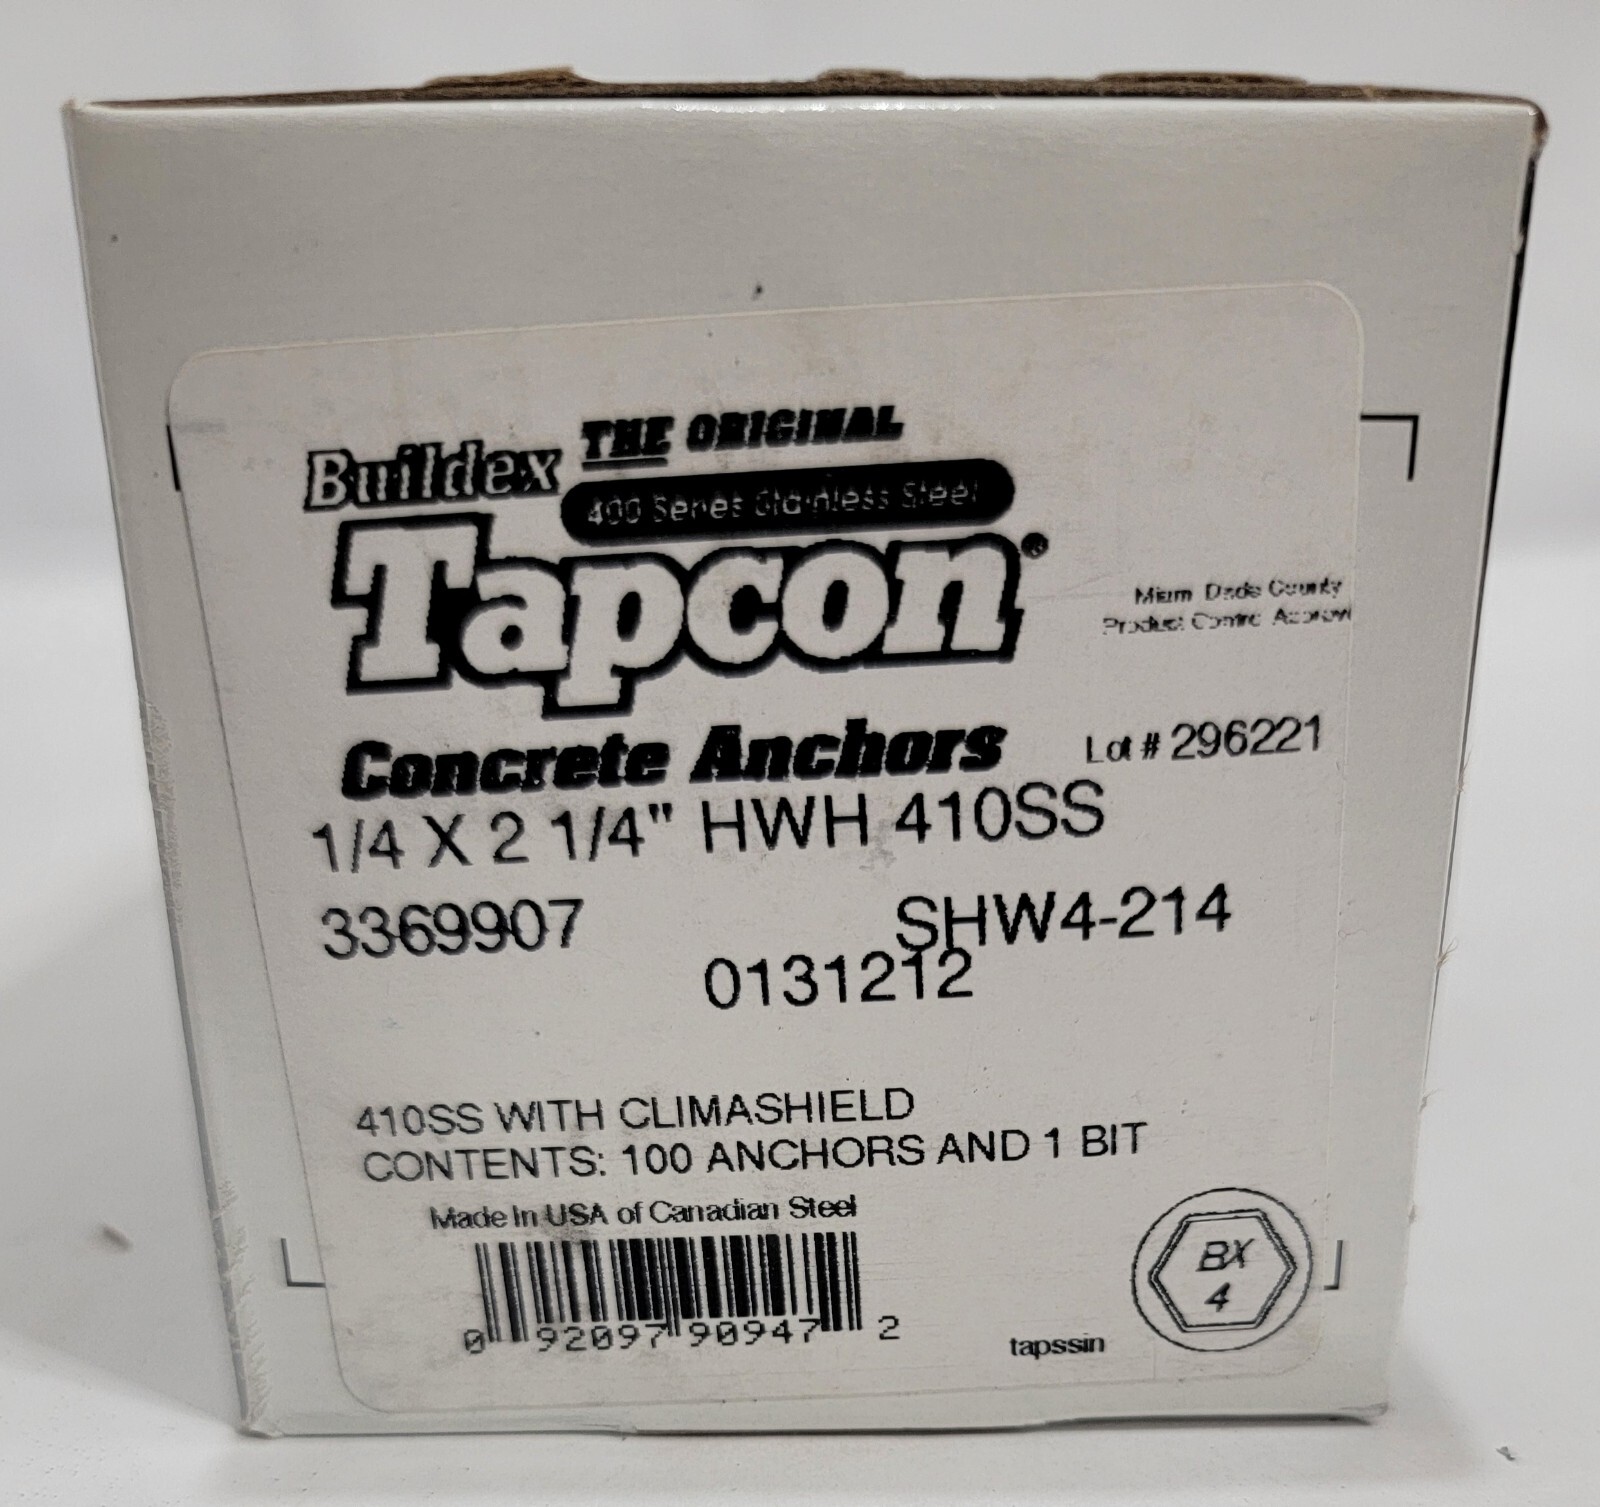 Buildex THE ORIGINAL
400 Series Stainless Steel
Tapcon®
Miami Dade County
Product Control Approval
Concrete Anchors Lot # 296221
1/4 X 2 1/4" HWH 410SS
3369907 SHW4-214
0131212
410SS WITH CLIMASHIELD
CONTENTS: 100 ANCHORS AND 1 BIT
Made In USA of Canadian Steel
0 92097 90947 2
tapssin
BX
4